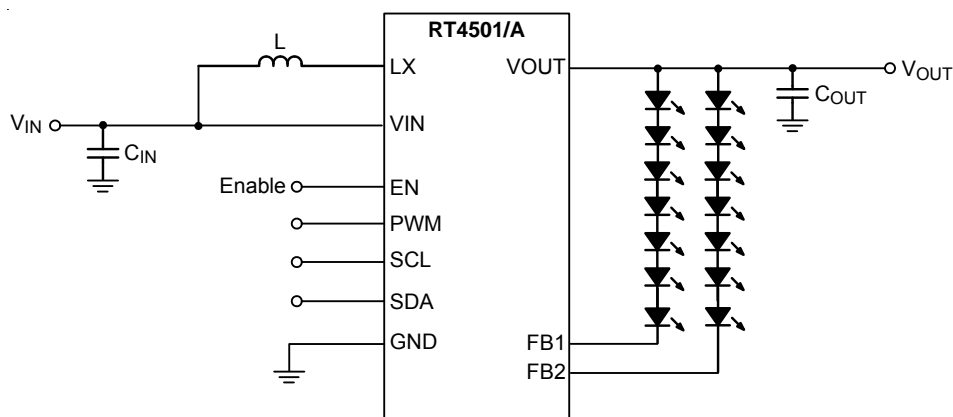 RT4501/A
L
LX
VOUT
VOUT
COUT
VIN
VIN
CIN
Enable
EN
PWM
SCL
SDA
GND
FB1
FB2